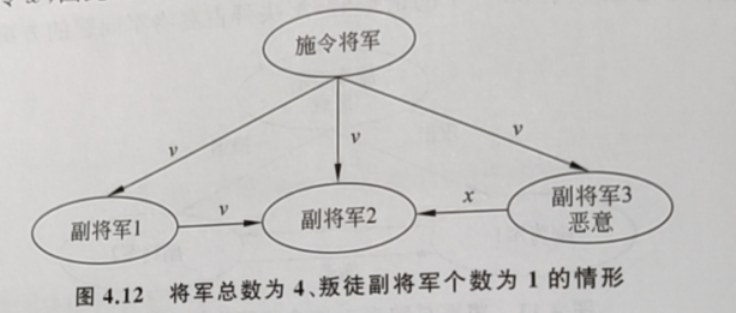 施令将军
v
v
v
副将军1
v
副将军2
x
副将军3
恶意
图 4.12 将军总数为 4、叛徒副将军个数为 1 的情形